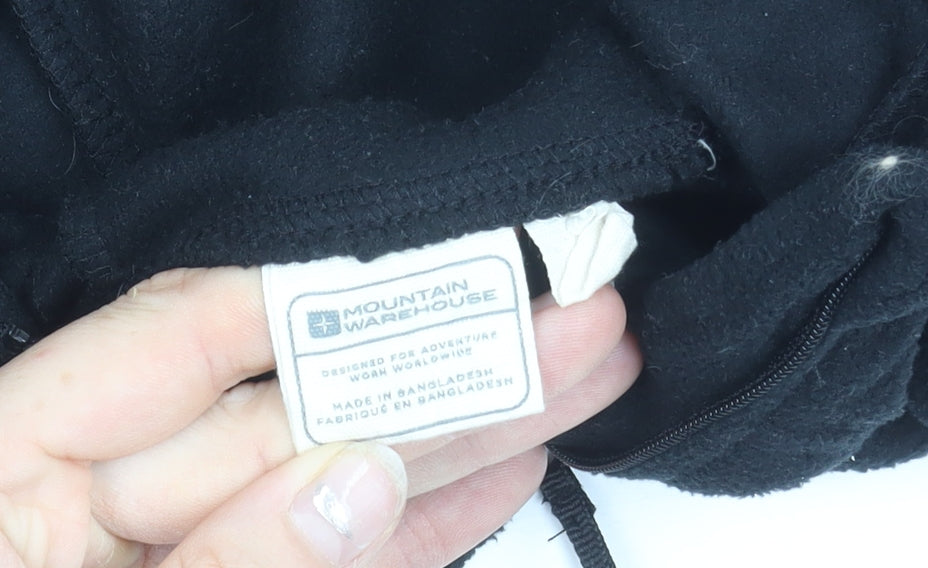 MOUNTAIN
WAREHOUSE
DESIGNED FOR ADVENTURE
WORN WORLDWIDE
MADE IN BANGLADESH
FABRIQUÉ EN BANGLADESH